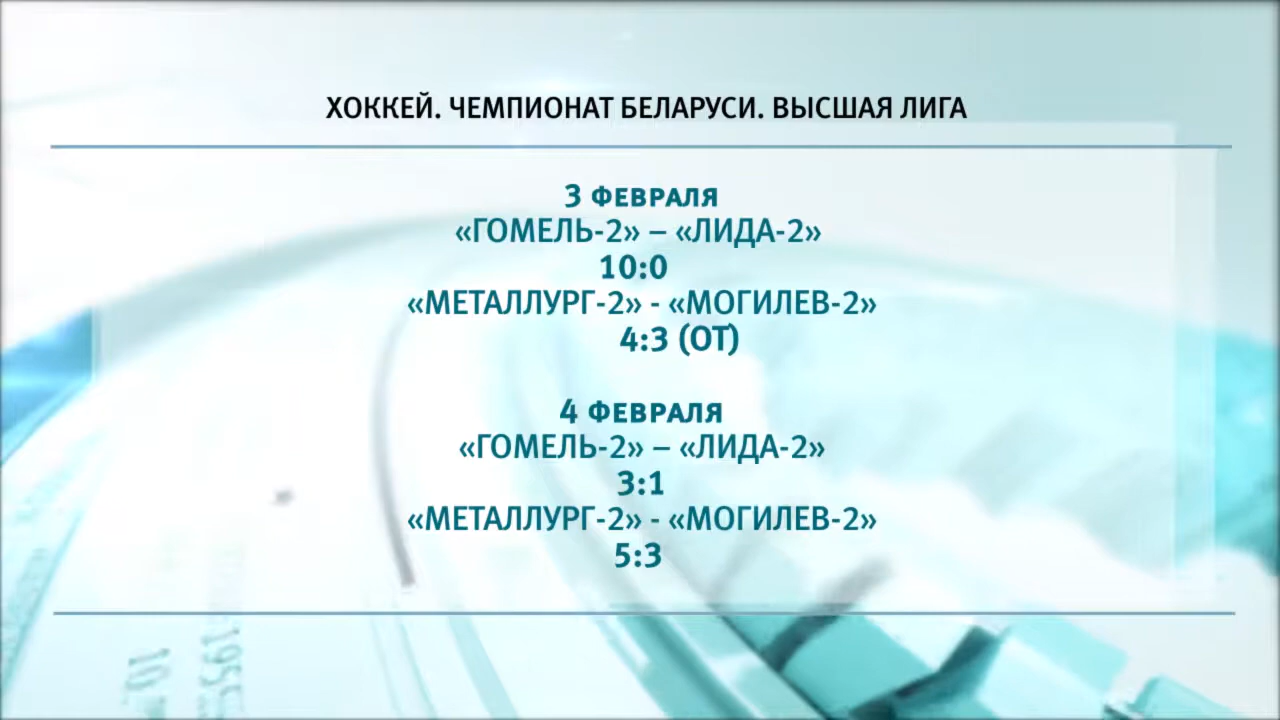 ХОККЕЙ. ЧЕМПИОНАТ БЕЛАРУСИ. ВЫСШАЯ ЛИГА
3 ФЕВРАЛЯ
«ГОМЕЛЬ-2» – «ЛИДА-2»
10:0
«МЕТАЛЛУРГ-2» - «МОГИЛЕВ-2»
4:3 (ОТ)
4 ФЕВРАЛЯ
«ГОМЕЛЬ-2» – «ЛИДА-2»
3:1
«МЕТАЛЛУРГ-2» - «МОГИЛЕВ-2»
5:3